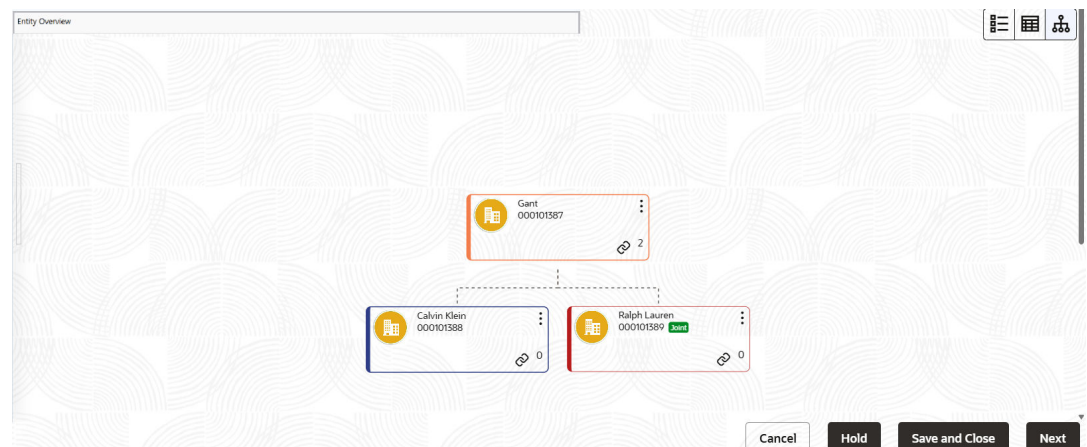 Entity Overview
Gant
000101387
2
Calvin Klein
000101388
0
Ralph Lauren
000101389 Joint
0
Cancel Hold Save and Close Next